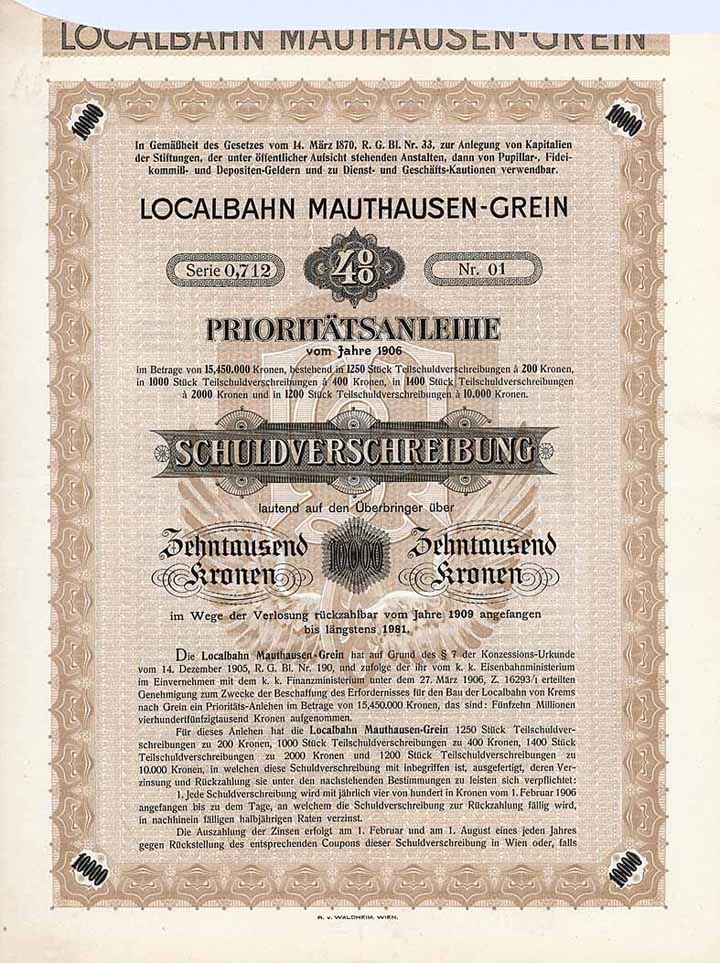 LOCALBAHN MAUTHAUSEN-GREIN
10000 10000
In Gemäßheit des Gesetzes vom 14. März 1870, R. G. Bl. Nr. 33, zur Anlegung von Kapitalien
der Stiftungen, der unter öffentlicher Aufsicht stehenden Anstalten, dann von Pupillar-, Fidei-
kommiß- und Depositen-Geldern und zu Dienst- und Geschäfts-Kautionen verwendbar.
LOCALBAHN MAUTHAUSEN-GREIN
Serie 0,712 4% Nr. 01
PRIORITÄTSANLEIHE
vom Jahre 1906
im Betrage von 15,450.000 Kronen, bestehend in 1250 Stück Teilschuldverschreibungen à 200 Kronen,
in 1000 Stück Teilschuldverschreibungen à 400 Kronen, in 1400 Stück Teilschuldverschreibungen
à 2000 Kronen und in 1200 Stück Teilschuldverschreibungen à 10.000 Kronen.
SCHULDVERSCHREIBUNG
lautend auf den Überbringer über
Zehntausend 10000 Zehntausend
Kronen Kronen
im Wege der Verlosung rückzahlbar vom Jahre 1909 angefangen
bis längstens 1981.
Die Localbahn Mauthausen-Grein hat auf Grund des § 7 der Konzessions-Urkunde
vom 14. Dezember 1905, R. G. Bl. Nr. 190, und zufolge der ihr vom k. k. Eisenbahnministerium
im Einvernehmen mit dem k. k. Finanzministerium unter dem 27. März 1906, Z. 16293/1 erteilten
Genehmigung zum Zwecke der Beschaffung des Erfordernisses für den Bau der Localbahn von Krems
nach Grein ein Prioritäts-Anlehen im Betrage von 15,450.000 Kronen, das sind: Fünfzehn Millionen
vierhundertfünfzigtausend Kronen aufgenommen.
Für dieses Anlehen hat die Localbahn Mauthausen-Grein 1250 Stück Teilschuldver-
schreibungen zu 200 Kronen, 1000 Stück Teilschuldverschreibungen zu 400 Kronen, 1400 Stück
Teilschuldverschreibungen zu 2000 Kronen und 1200 Stück Teilschuldverschreibungen zu
10.000 Kronen, in welchen diese Schuldverschreibung mit inbegriffen ist, ausgefertigt, deren Ver-
zinsung und Rückzahlung sie unter den nachstehenden Bestimmungen zu leisten sich verpflichtet:
1. Jede Schuldverschreibung wird mit jährlich vier von hundert in Kronen vom 1. Februar 1906
angefangen bis zu dem Tage, an welchem die Schuldverschreibung zur Rückzahlung fällig wird,
in nachhinein fälligen halbjährigen Raten verzinst.
Die Auszahlung der Zinsen erfolgt am 1. Februar und am 1. August eines jeden Jahres
gegen Rückstellung des entsprechenden Coupons dieser Schuldverschreibung in Wien oder, falls
10000 10000
R. v. WALDHEIM, WIEN.